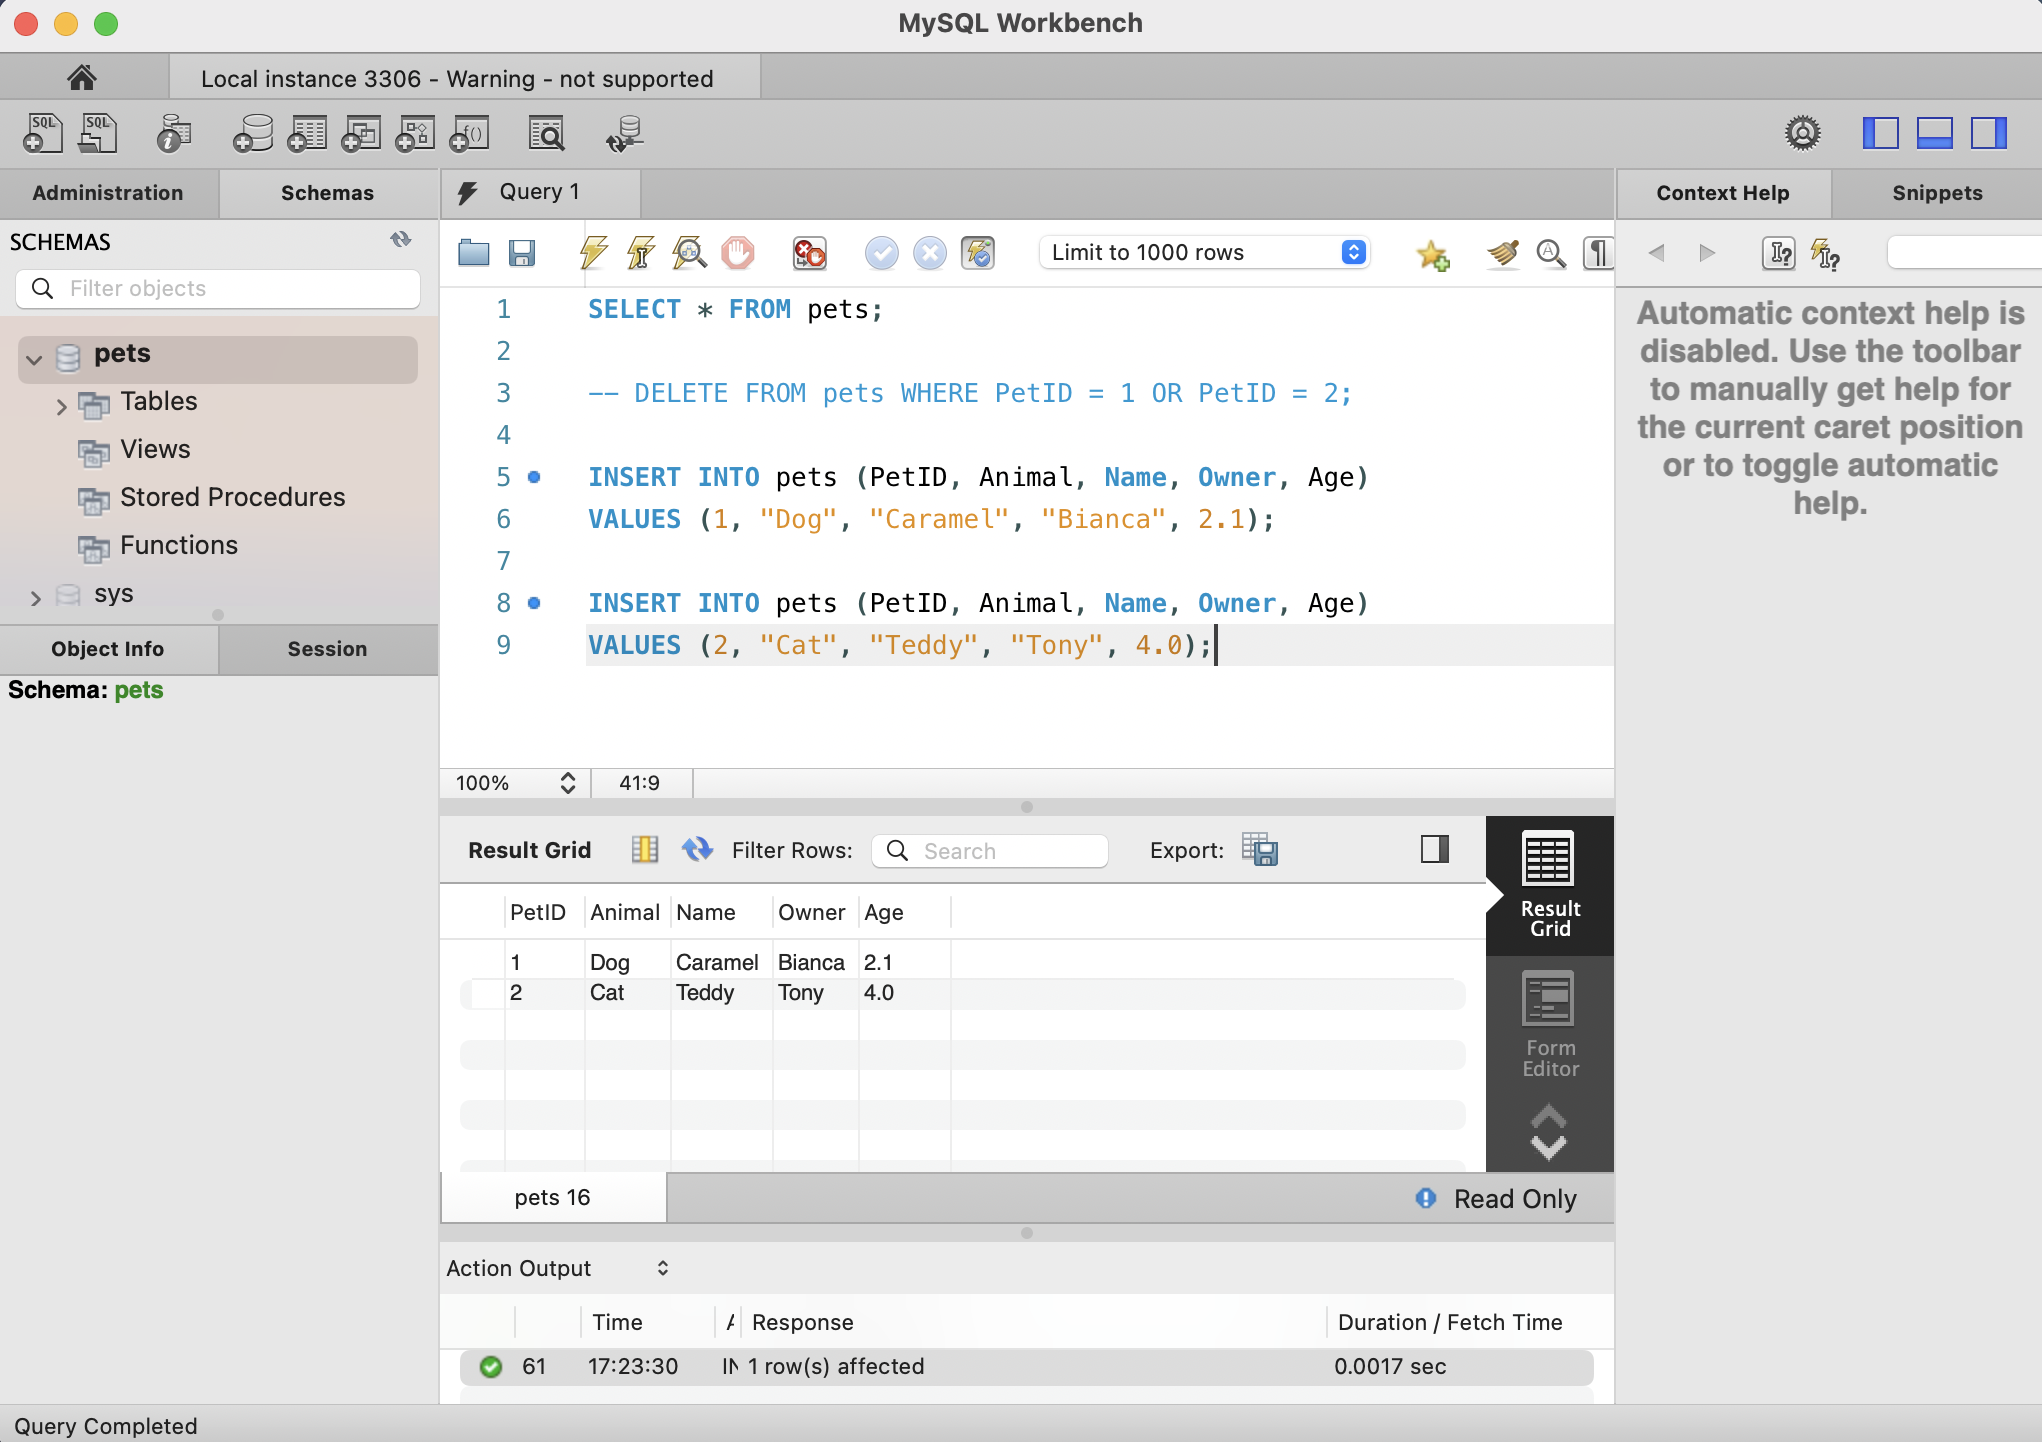 MySQL Workbench
Local instance 3306 - Warning - not supported
SQL SQL
Administration Schemas
Query 1
Context Help Snippets
SCHEMAS
Filter objects
Limit to 1000 rows
pets
Tables
Views
Stored Procedures
Functions
sys
Object Info Session
Schema: pets
1 SELECT * FROM pets;
2
3 -- DELETE FROM pets WHERE PetID = 1 OR PetID = 2;
4
5 INSERT INTO pets (PetID, Animal, Name, Owner, Age)
6 VALUES (1, "Dog", "Caramel", "Bianca", 2.1);
7
8 INSERT INTO pets (PetID, Animal, Name, Owner, Age)
9 VALUES (2, "Cat", "Teddy", "Tony", 4.0);
Automatic context help is
disabled. Use the toolbar
to manually get help for
the current caret position
or to toggle automatic
help.
100% 41:9
Result Grid Filter Rows: Search Export:
PetID Animal Name Owner Age
1 Dog Caramel Bianca 2.1
2 Cat Teddy Tony 4.0
Result
Grid
Form
Editor
pets 16 Read Only
Action Output
Time Response Duration / Fetch Time
61 17:23:30 IN 1 row(s) affected 0.0017 sec
Query Completed